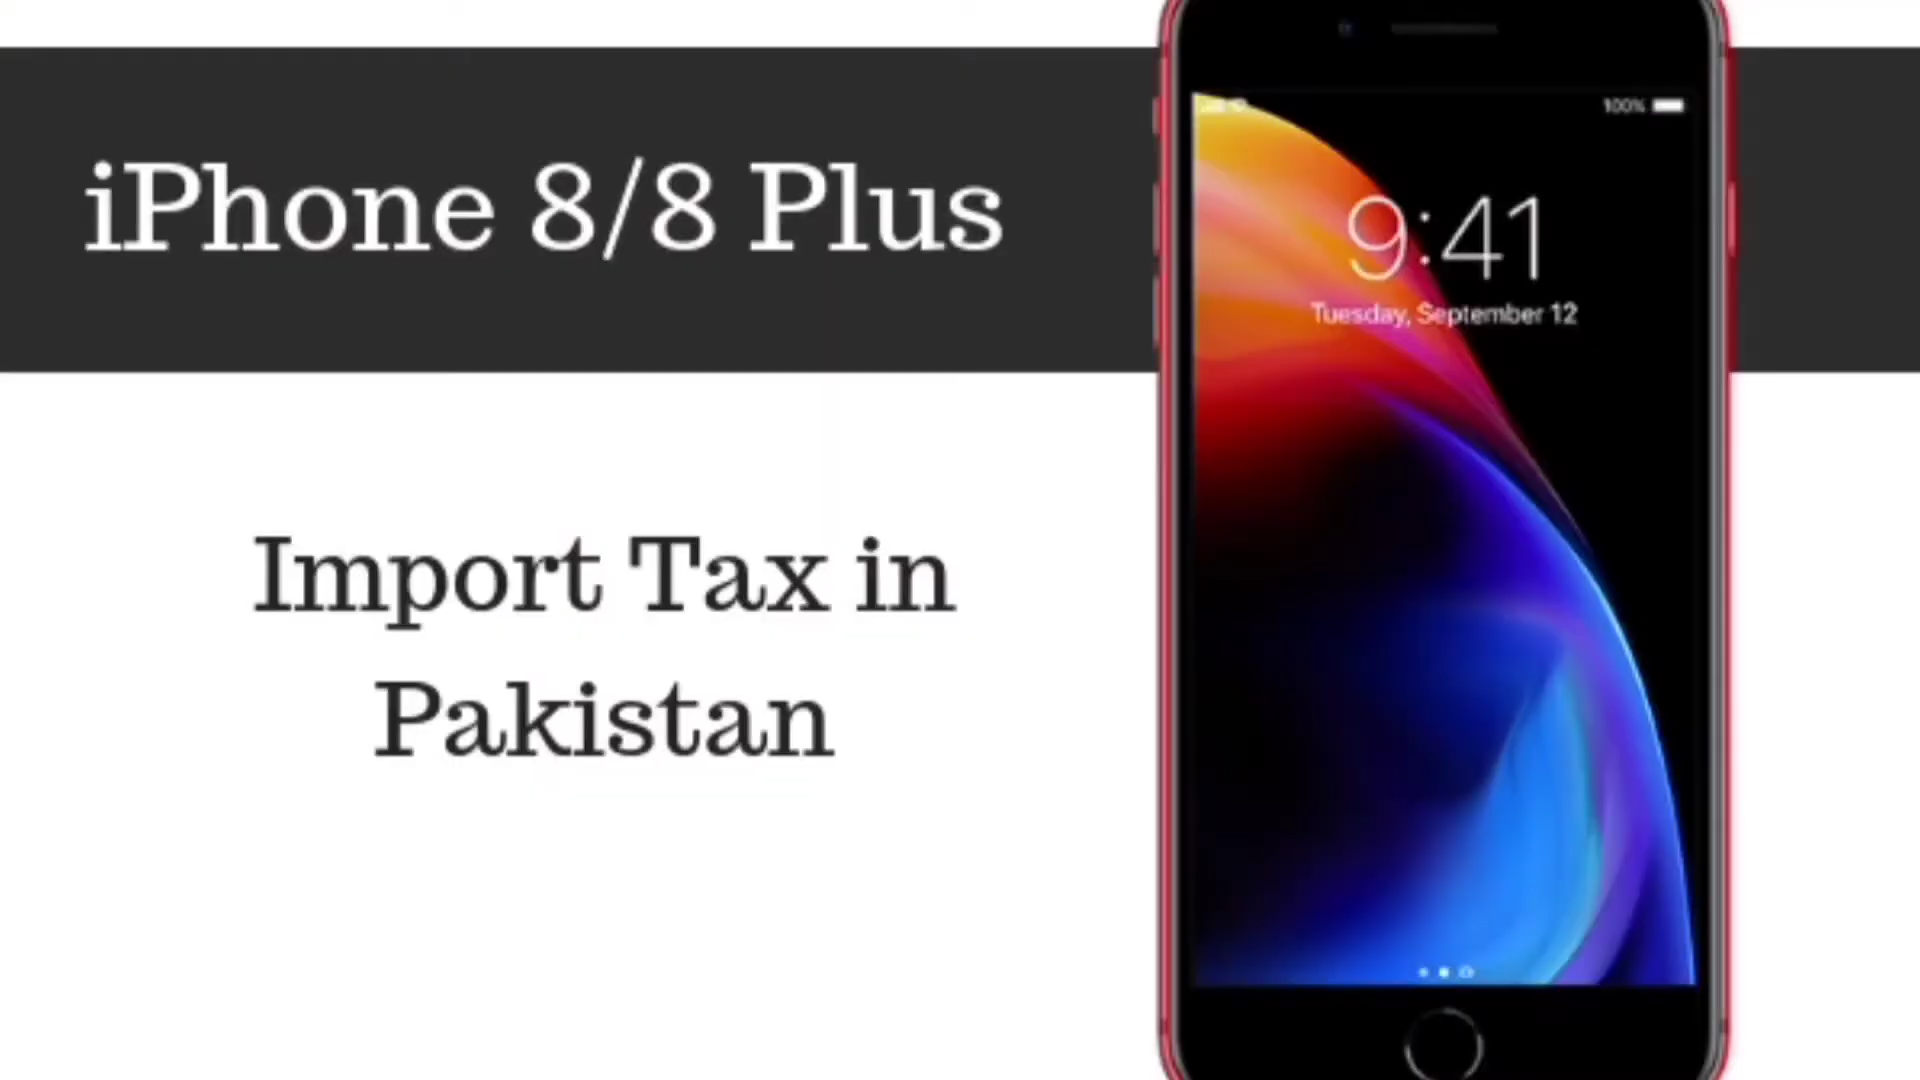 iPhone 8/8 Plus
Import Tax in
Pakistan
100%
9:41
Tuesday, September 12